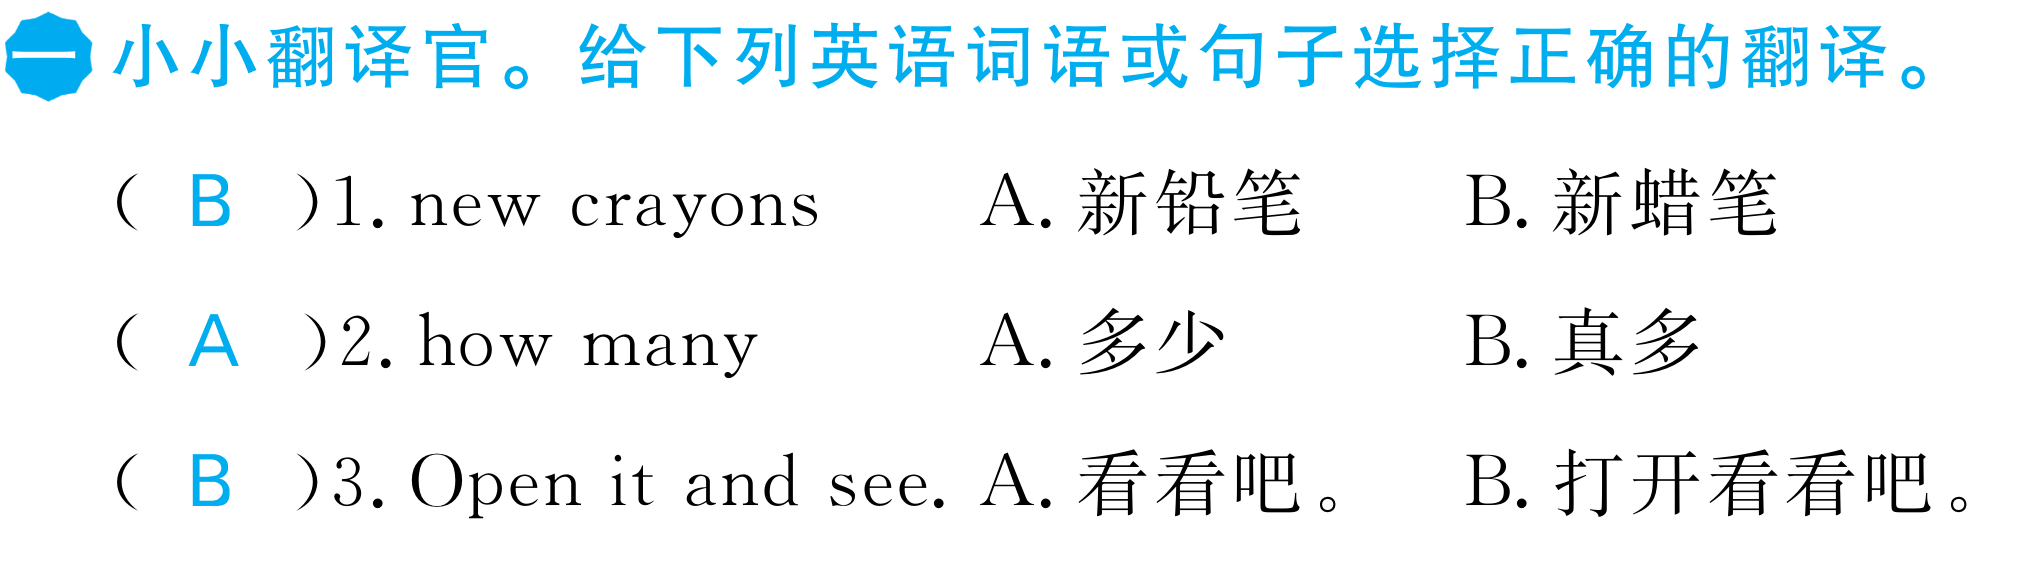 一 小小翻译官。给下列英语词语或句子选择正确的翻译。
( B )1. new crayons A. 新铅笔 B. 新蜡笔
( A )2. how many A. 多少 B. 真多
( B )3. Open it and see. A. 看看吧。 B. 打开看看吧。